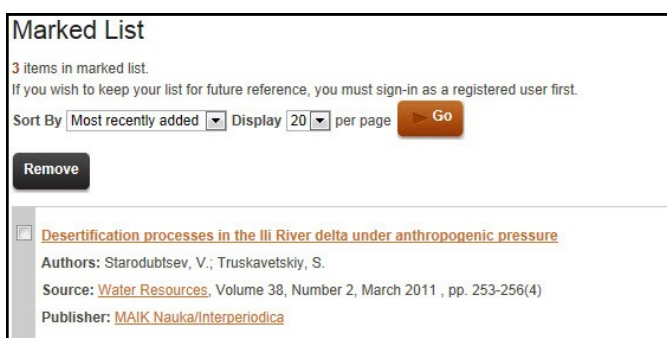 Marked List
3 items in marked list.
If you wish to keep your list for future reference, you must sign-in as a registered user first.
Sort By Most recently added Display 20 per page Go
Remove
Desertification processes in the Ili River delta under anthropogenic pressure
Authors: Starodubtsev, V.; Truskavetskiy, S.
Source: Water Resources, Volume 38, Number 2, March 2011 , pp. 253-256(4)
Publisher: MAIK Nauka/Interperiodica